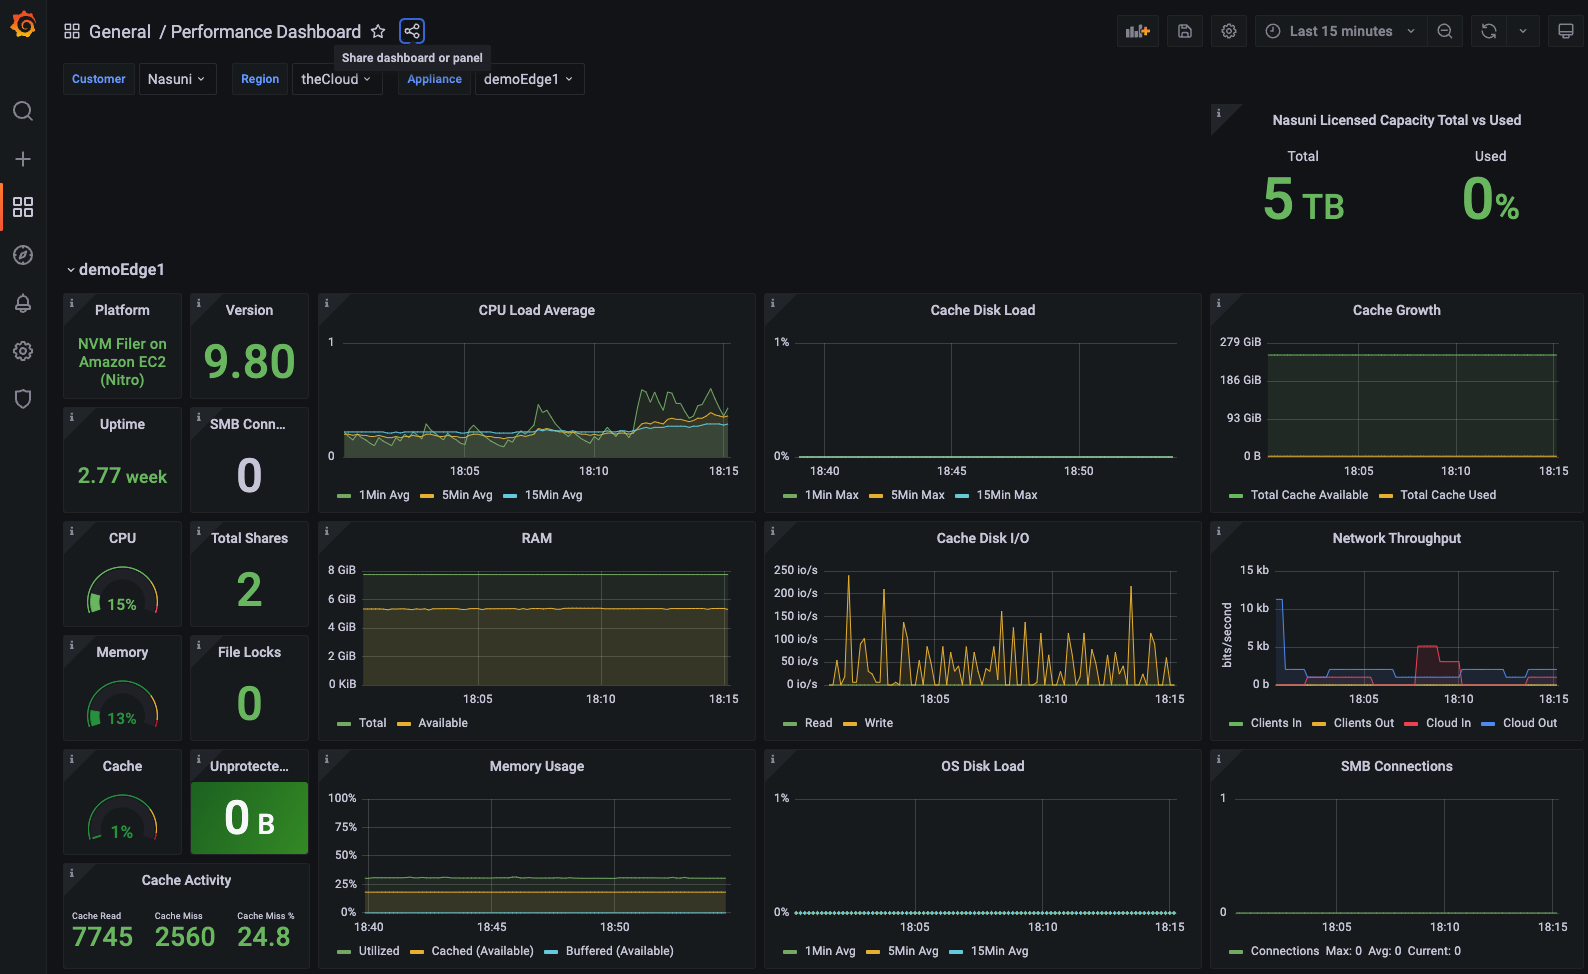 General / Performance Dashboard
Last 15 minutes
Share dashboard or panel
Customer Nasuni Region theCloud Appliance demoEdge1
Nasuni Licensed Capacity Total vs Used
Total Used
5 TB 0%
demoEdge1
Platform
NVM Filer on
Amazon EC2
(Nitro)
Version
9.80
CPU Load Average
1
0
18:05 18:10 18:15
1Min Avg 5Min Avg 15Min Avg
Cache Disk Load
1%
0%
18:40 18:45 18:50
1Min Max 5Min Max 15Min Max
Cache Growth
279 GiB
186 GiB
93 GiB
0 B
18:05 18:10 18:15
Total Cache Available Total Cache Used
Uptime
2.77 week
SMB Conn...
0
CPU
15%
Total Shares
2
RAM
8 GiB
6 GiB
4 GiB
2 GiB
0 KiB
18:05 18:10 18:15
Total Available
Cache Disk I/O
250 io/s
200 io/s
150 io/s
100 io/s
50 io/s
0 io/s
18:05 18:10 18:15
Read Write
Network Throughput
bits/second
15 kb
10 kb
5 kb
0 b
18:05 18:10 18:15
Clients In Clients Out Cloud In Cloud Out
Memory
13%
File Locks
0
Cache
1%
Unprotecte...
0 B
Memory Usage
100%
75%
50%
25%
0%
18:40 18:45 18:50
Utilized Cached (Available) Buffered (Available)
OS Disk Load
1%
0%
18:05 18:10 18:15
1Min Avg 5Min Avg 15Min Avg
SMB Connections
1
0
18:05 18:10 18:15
Connections Max: 0 Avg: 0 Current: 0
Cache Activity
Cache Read Cache Miss Cache Miss %
7745 2560 24.8